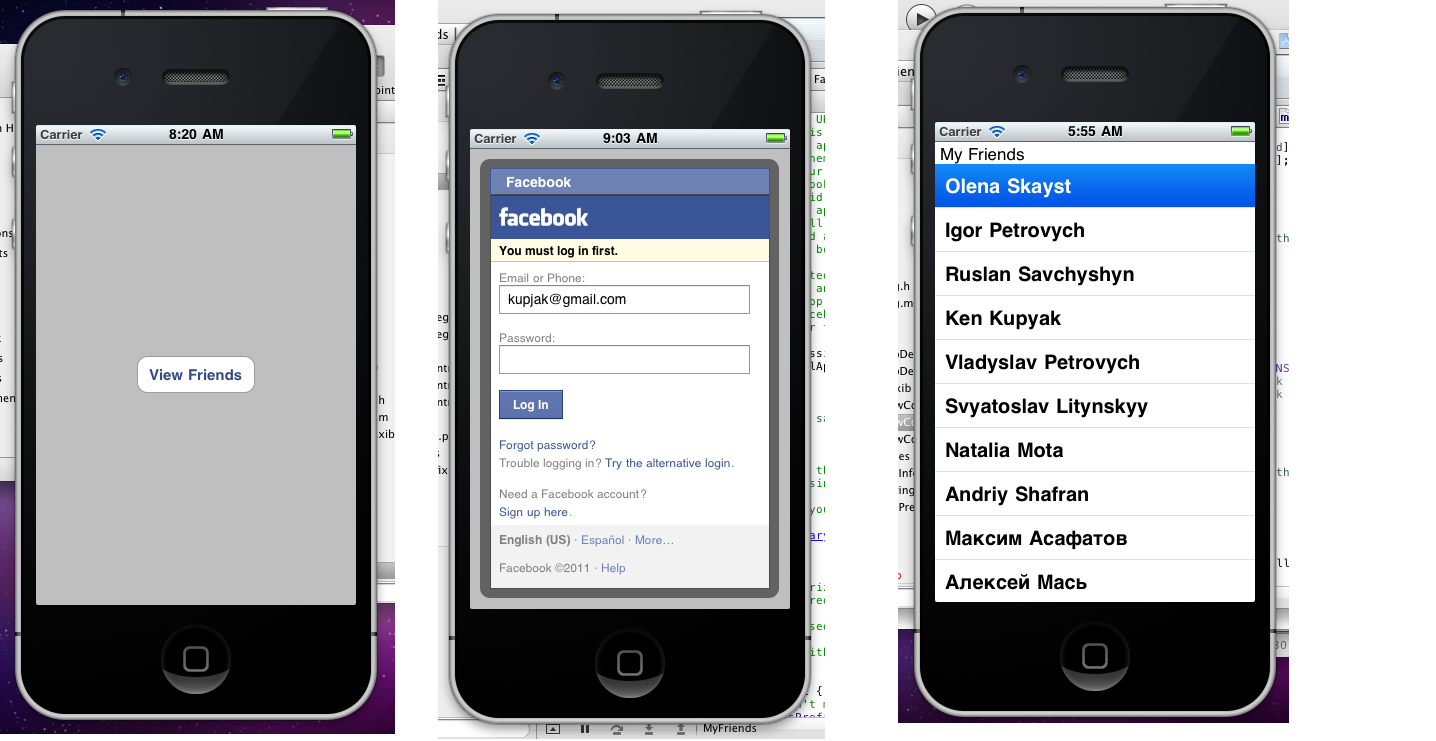 Carrier 8:20 AM
View Friends
Carrier 9:03 AM
Facebook
facebook
You must log in first.
Email or Phone:
kupjak@gmail.com
Password:
Log In
Forgot password?
Trouble logging in? Try the alternative login.
Need a Facebook account?
Sign up here.
English (US) · Español · More…
Facebook ©2011 · Help
MyFriends
Carrier 5:55 AM
My Friends
Olena Skayst
Igor Petrovych
Ruslan Savchyshyn
Ken Kupyak
Vladyslav Petrovych
Svyatoslav Litynskyy
Natalia Mota
Andriy Shafran
Максим Асафатов
Алексей Мась